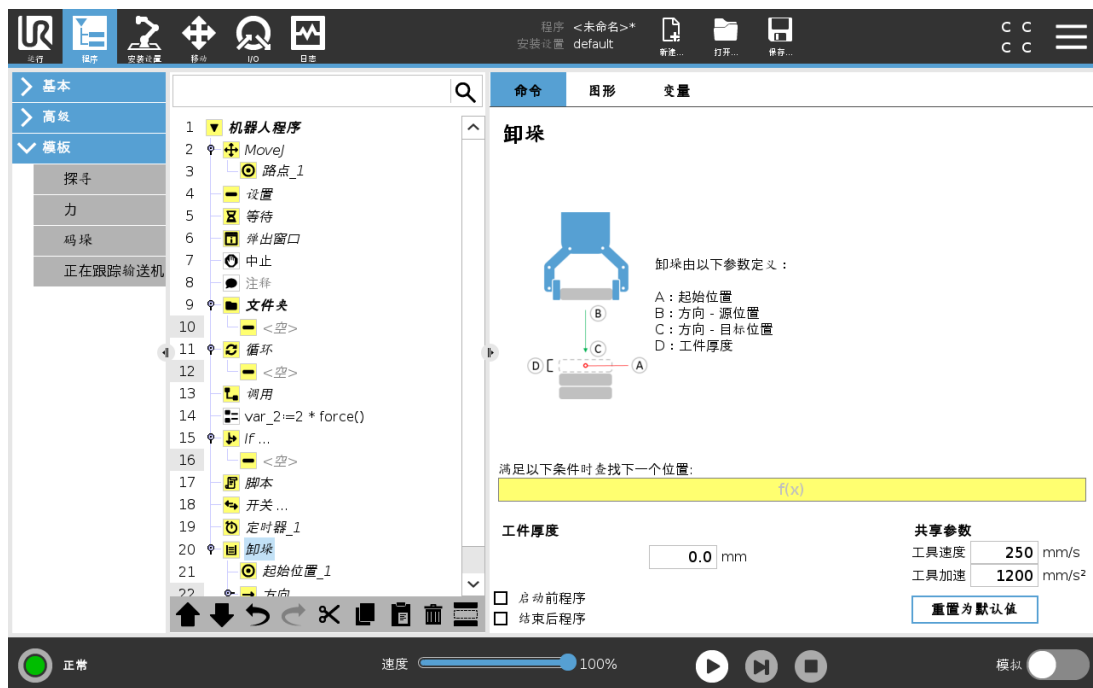 UR
程序 <未命名>*
安装设置 default
运行 程序 安装设置 移动 I/O 日志
新建... 打开... 保存...
C C
C C
基本
高级
模板
探寻
力
码垛
正在跟踪输送机
1 机器人程序
2 MoveJ
3 路点_1
4 设置
5 等待
6 弹出窗口
7 中止
8 注释
9 文件夹
10 <空>
11 循环
12 <空>
13 调用
14 var_2:=2 * force()
15 If ...
16 <空>
17 脚本
18 开关 ...
19 定时器_1
20 卸垛
21 起始位置_1
22 方向
命令 图形 变量
卸垛
B
C
D
A
卸垛由以下参数定义：
A：起始位置
B：方向 - 源位置
C：方向 - 目标位置
D：工件厚度
满足以下条件时查找下一个位置:
f(x)
工件厚度
0.0 mm
启动前程序
结束后程序
共享参数
工具速度 250 mm/s
工具加速 1200 mm/s²
重置为默认值
正常
速度 100%
模拟